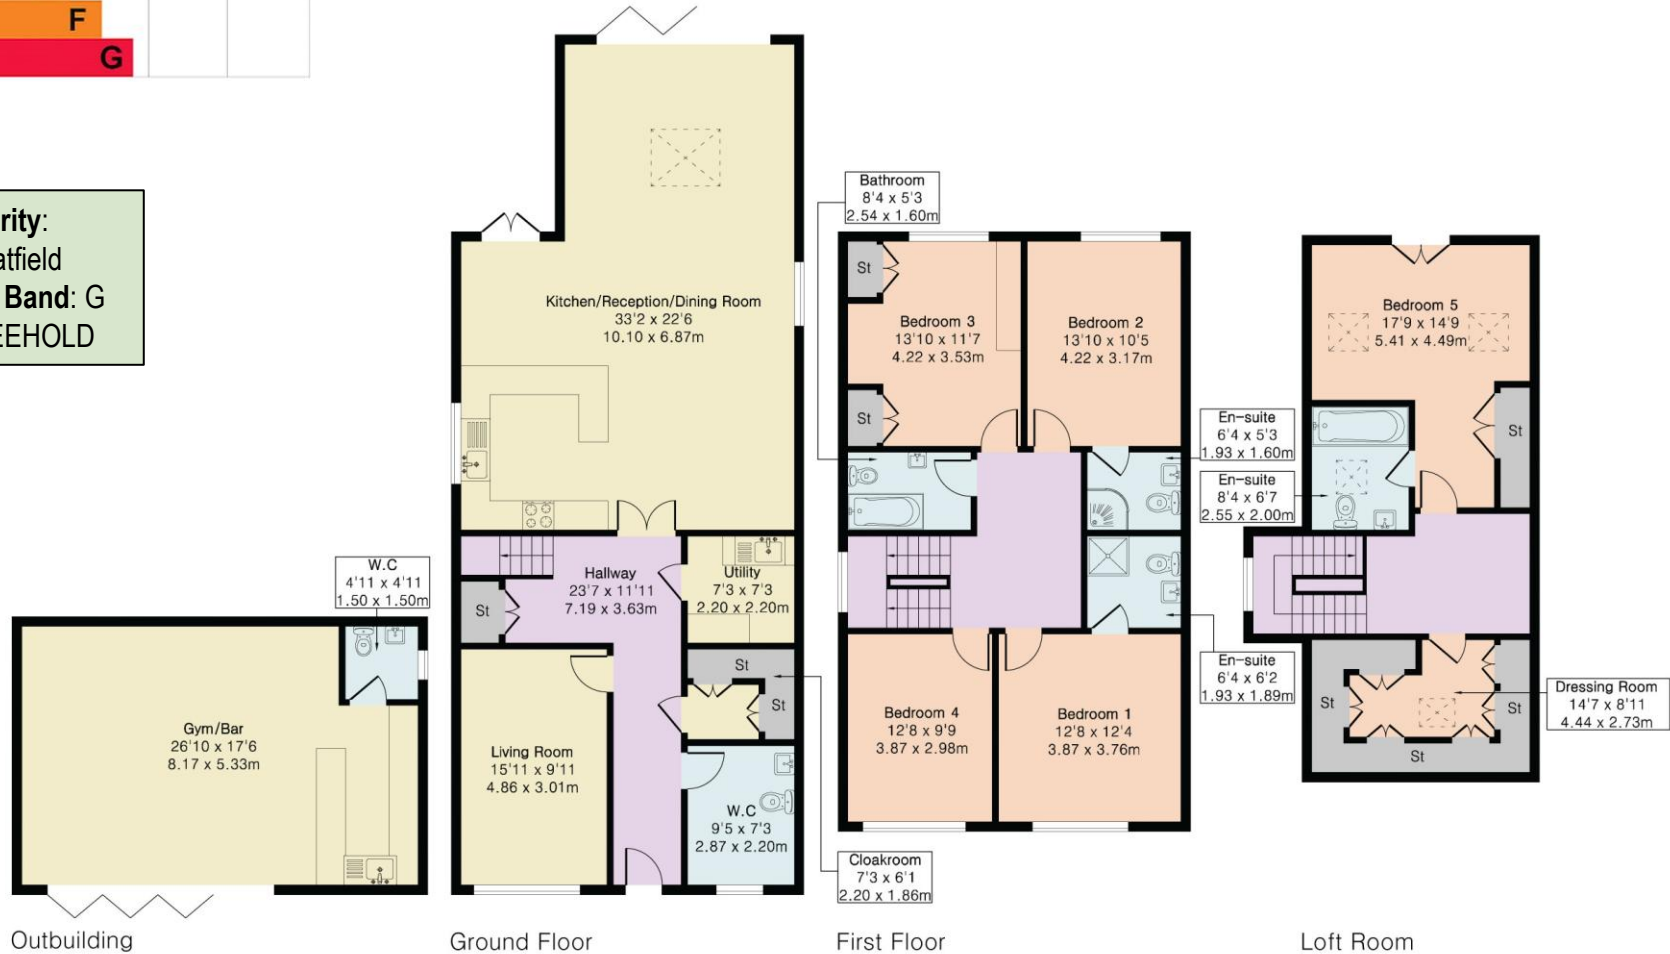 F
G
rity:
atfield
Band: G
EEHOLD
Bathroom
8'4 x 5'3
2.54 x 1.60m
Kitchen/Reception/Dining Room
33'2 x 22'6
10.10 x 6.87m
St
Bedroom 3
13'10 x 11'7
4.22 x 3.53m
St
Bedroom 2
13'10 x 10'5
4.22 x 3.17m
Bedroom 5
17'9 x 14'9
5.41 x 4.49m
En-suite
6'4 x 5'3
1.93 x 1.60m
En-suite
8'4 x 6'7
2.55 x 2.00m
St
W.C
4'11 x 4'11
1.50 x 1.50m
Hallway
23'7 x 11'11
7.19 x 3.63m
St
Utility
7'3 x 7'3
2.20 x 2.20m
St
St
En-suite
6'4 x 6'2
1.93 x 1.89m
Dressing Room
14'7 x 8'11
4.44 x 2.73m
St
St
St
Gym/Bar
26'10 x 17'6
8.17 x 5.33m
Living Room
15'11 x 9'11
4.86 x 3.01m
W.C
9'5 x 7'3
2.87 x 2.20m
Bedroom 4
12'8 x 9'9
3.87 x 2.98m
Bedroom 1
12'8 x 12'4
3.87 x 3.76m
Cloakroom
7'3 x 6'1
2.20 x 1.86m
Outbuilding
Ground Floor
First Floor
Loft Room